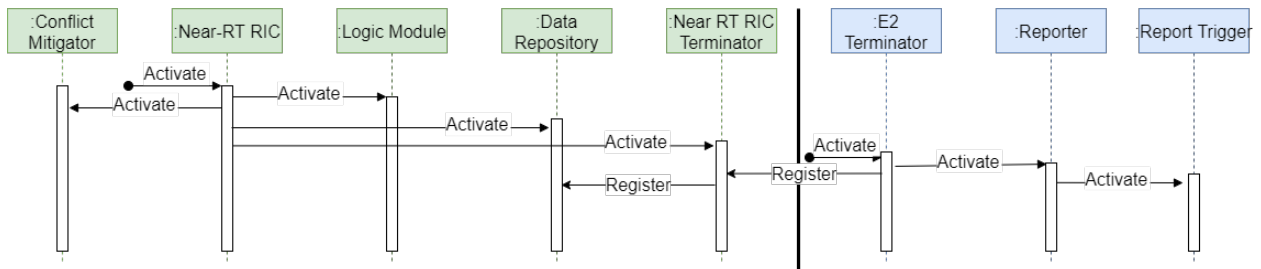 :Conflict
Mitigator
:Near-RT RIC
:Logic Module
:Data
Repository
:Near RT RIC
Terminator
:E2
Terminator
:Reporter
:Report Trigger
Activate
Activate
Activate
Activate
Activate
Activate
Activate
Activate
Register
Register